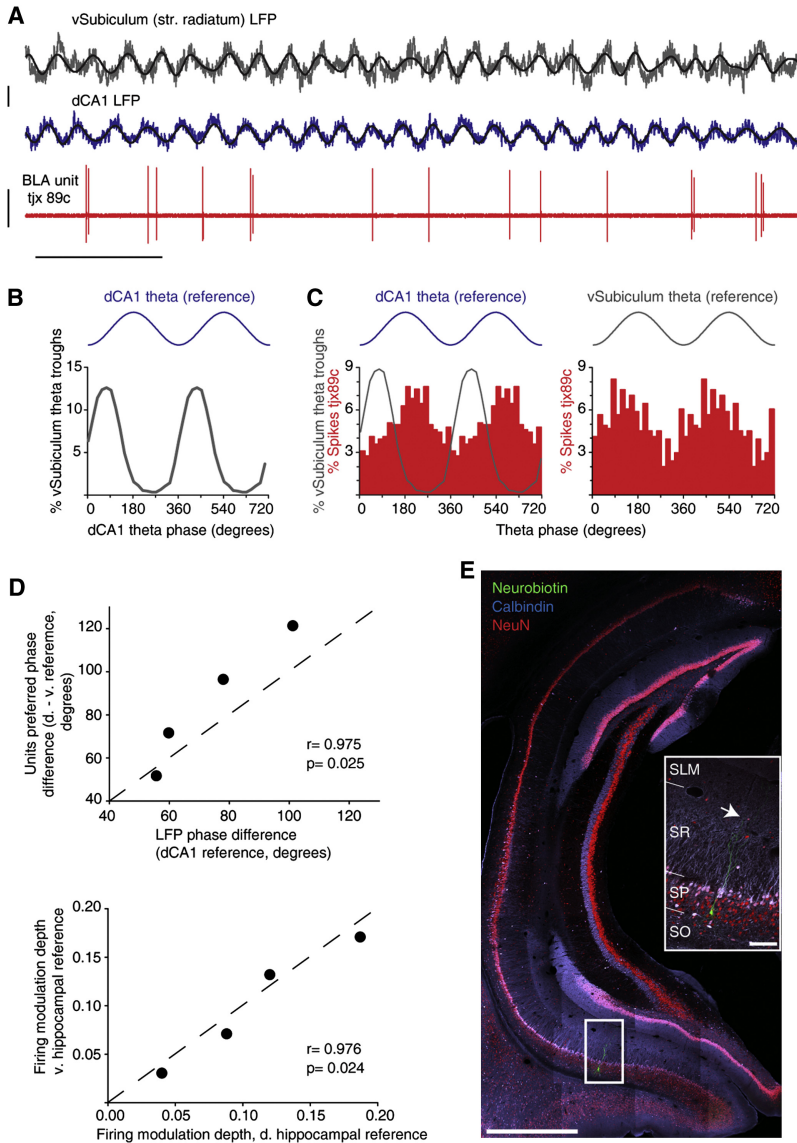 A
vSubiculum (str. radiatum) LFP
dCA1 LFP
BLA unit
tjx 89c
B
dCA1 theta (reference)
% vSubiculum theta troughs
15
10
5
0 180 360 540 720
dCA1 theta phase (degrees)
C
dCA1 theta (reference)
vSubiculum theta (reference)
% vSubiculum theta troughs
% Spikes tjx89c
9
6
3
0 180 360 540 720
% Spikes tjx89c
9
6
3
0 180 360 540 720
Theta phase (degrees)
D
Units preferred phase
difference (d. - v. reference,
degrees)
120
100
80
60
40
40 60 80 100 120
r= 0.975
p= 0.025
LFP phase difference
(dCA1 reference, degrees)
Firing modulation depth
v. hippocampal reference
0.20
0.15
0.10
0.05
0.00 0.05 0.10 0.15 0.20
r= 0.976
p= 0.024
Firing modulation depth, d. hippocampal reference
E
Neurobiotin
Calbindin
NeuN
SLM
SR
SP
SO